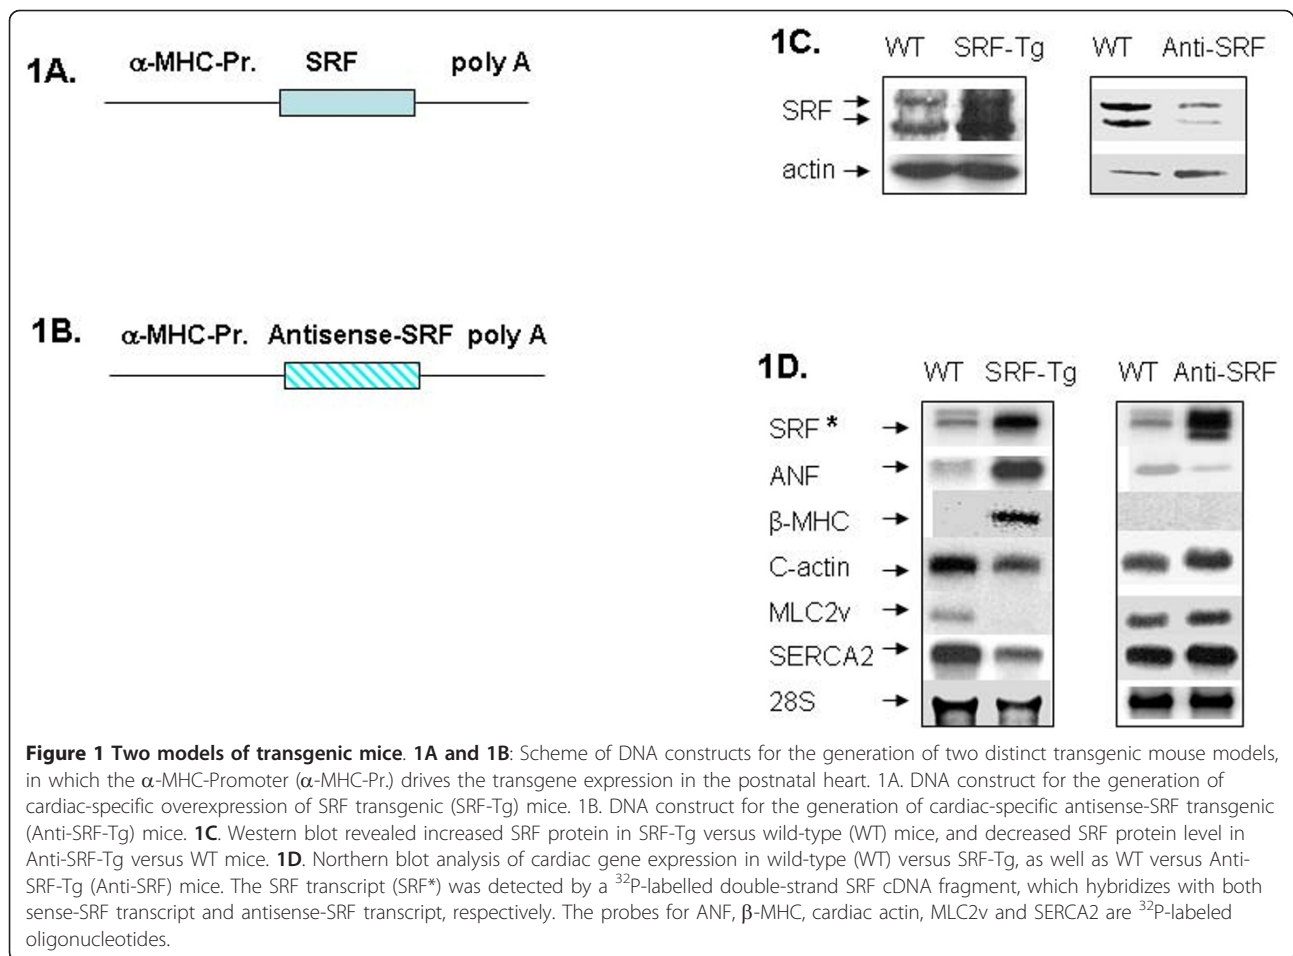 1A.
α-MHC-Pr. SRF poly A
1B.
α-MHC-Pr. Antisense-SRF poly A
1C.
WT SRF-Tg WT Anti-SRF
SRF
actin
1D.
WT SRF-Tg WT Anti-SRF
SRF *
ANF
β-MHC
C-actin
MLC2v
SERCA2
28S
Figure 1 Two models of transgenic mice. 1A and 1B: Scheme of DNA constructs for the generation of two distinct transgenic mouse models,
in which the α-MHC-Promoter (α-MHC-Pr.) drives the transgene expression in the postnatal heart. 1A. DNA construct for the generation of
cardiac-specific overexpression of SRF transgenic (SRF-Tg) mice. 1B. DNA construct for the generation of cardiac-specific antisense-SRF transgenic
(Anti-SRF-Tg) mice. 1C. Western blot revealed increased SRF protein in SRF-Tg versus wild-type (WT) mice, and decreased SRF protein level in
Anti-SRF-Tg versus WT mice. 1D. Northern blot analysis of cardiac gene expression in wild-type (WT) versus SRF-Tg, as well as WT versus Anti-
SRF-Tg (Anti-SRF) mice. The SRF transcript (SRF*) was detected by a ³²P-labelled double-strand SRF cDNA fragment, which hybridizes with both
sense-SRF transcript and antisense-SRF transcript, respectively. The probes for ANF, β-MHC, cardiac actin, MLC2v and SERCA2 are ³²P-labeled
oligonucleotides.